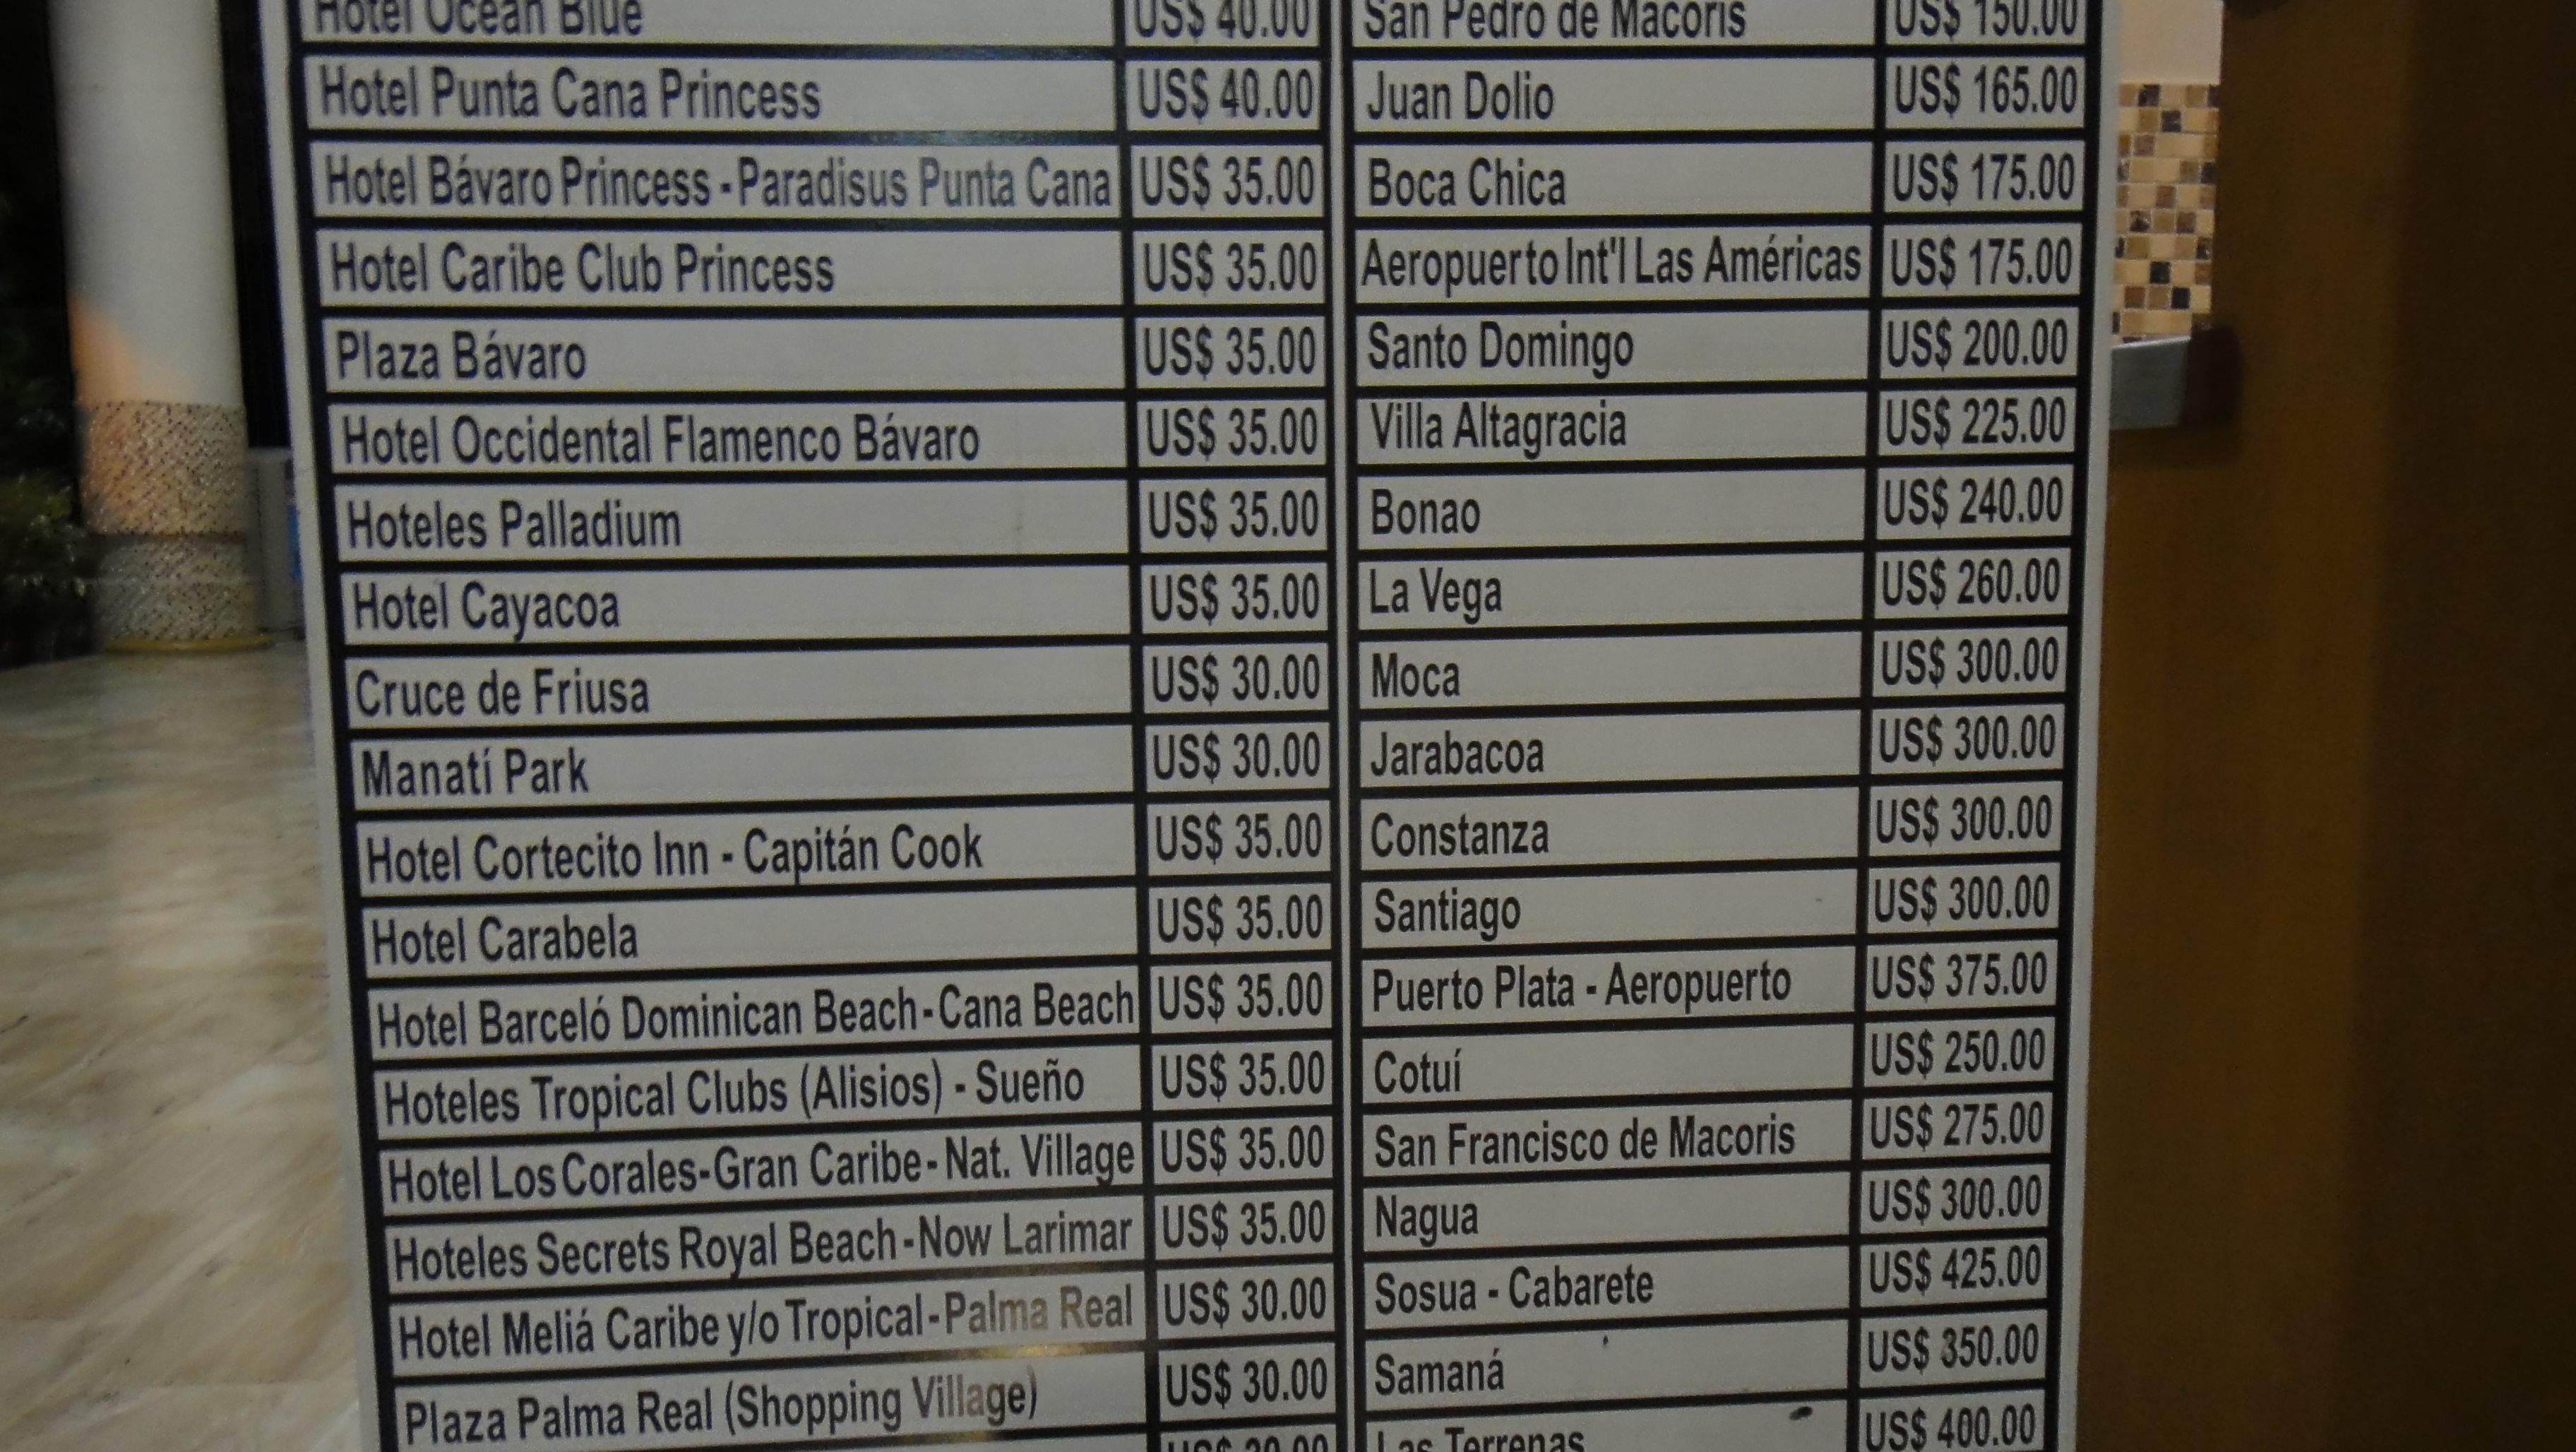 Hotel Ocean Blue US$ 40.00 San Pedro de Macoris US$ 150.00
Hotel Punta Cana Princess US$ 40.00 Juan Dolio US$ 165.00
Hotel Bávaro Princess - Paradisus Punta Cana US$ 35.00 Boca Chica US$ 175.00
Hotel Caribe Club Princess US$ 35.00 Aeropuerto Int'l Las Américas US$ 175.00
Plaza Bávaro US$ 35.00 Santo Domingo US$ 200.00
Hotel Occidental Flamenco Bávaro US$ 35.00 Villa Altagracia US$ 225.00
Hoteles Palladium US$ 35.00 Bonao US$ 240.00
Hotel Cayacoa US$ 35.00 La Vega US$ 260.00
Cruce de Friusa US$ 30.00 Moca US$ 300.00
Manatí Park US$ 30.00 Jarabacoa US$ 300.00
Hotel Cortecito Inn - Capitán Cook US$ 35.00 Constanza US$ 300.00
Hotel Carabela US$ 35.00 Santiago US$ 300.00
Hotel Barceló Dominican Beach - Cana Beach US$ 35.00 Puerto Plata - Aeropuerto US$ 375.00
Hoteles Tropical Clubs (Alisios) - Sueño US$ 35.00 Cotuí US$ 250.00
Hotel Los Corales - Gran Caribe - Nat. Village US$ 35.00 San Francisco de Macoris US$ 275.00
Hoteles Secrets Royal Beach - Now Larimar US$ 35.00 Nagua US$ 300.00
Hotel Meliá Caribe y/o Tropical - Palma Real US$ 30.00 Sosua - Cabarete US$ 425.00
Plaza Palma Real (Shopping Village) US$ 30.00 Samaná US$ 350.00
Las Terrenas US$ 400.00